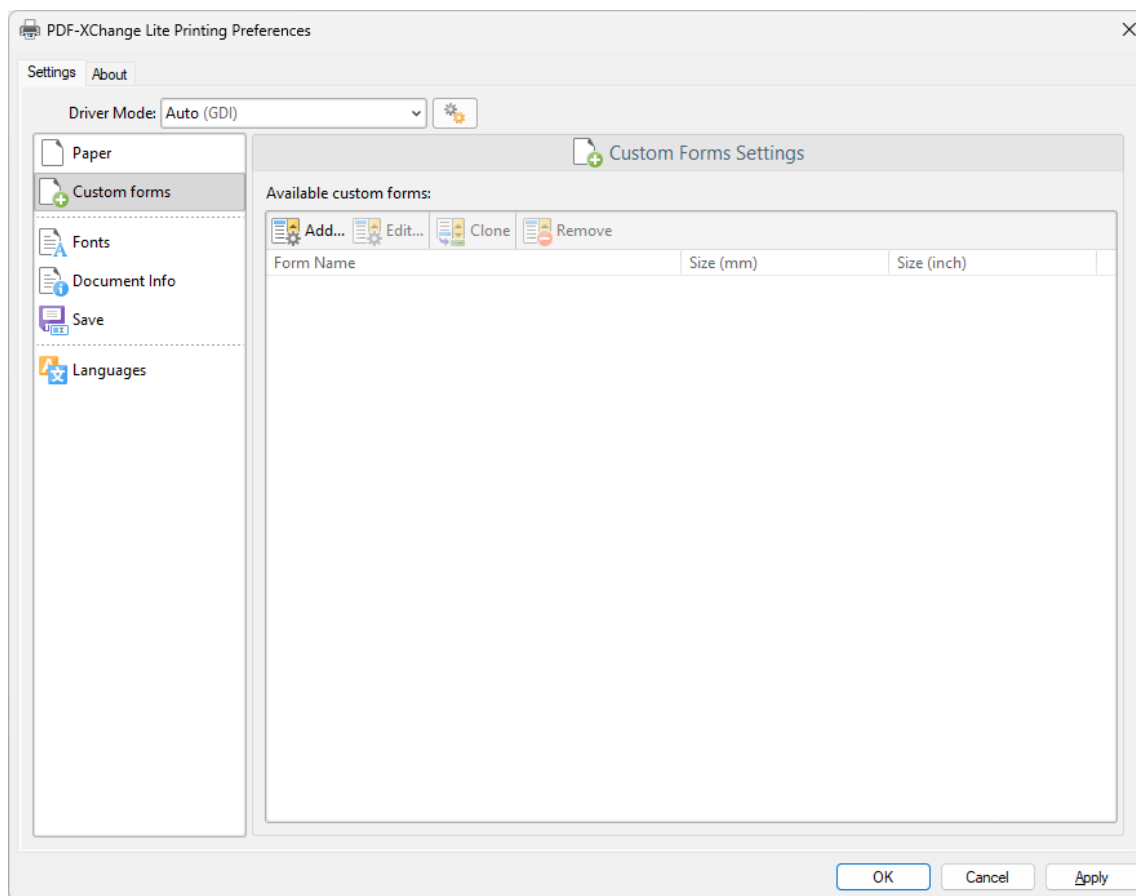 PDF-XChange Lite Printing Preferences
Settings About
Driver Mode: Auto (GDI)
Paper
Custom forms
Fonts
Document Info
Save
Languages
Custom Forms Settings
Available custom forms:
Add... Edit... Clone Remove
Form Name Size (mm) Size (inch)
OK Cancel Apply